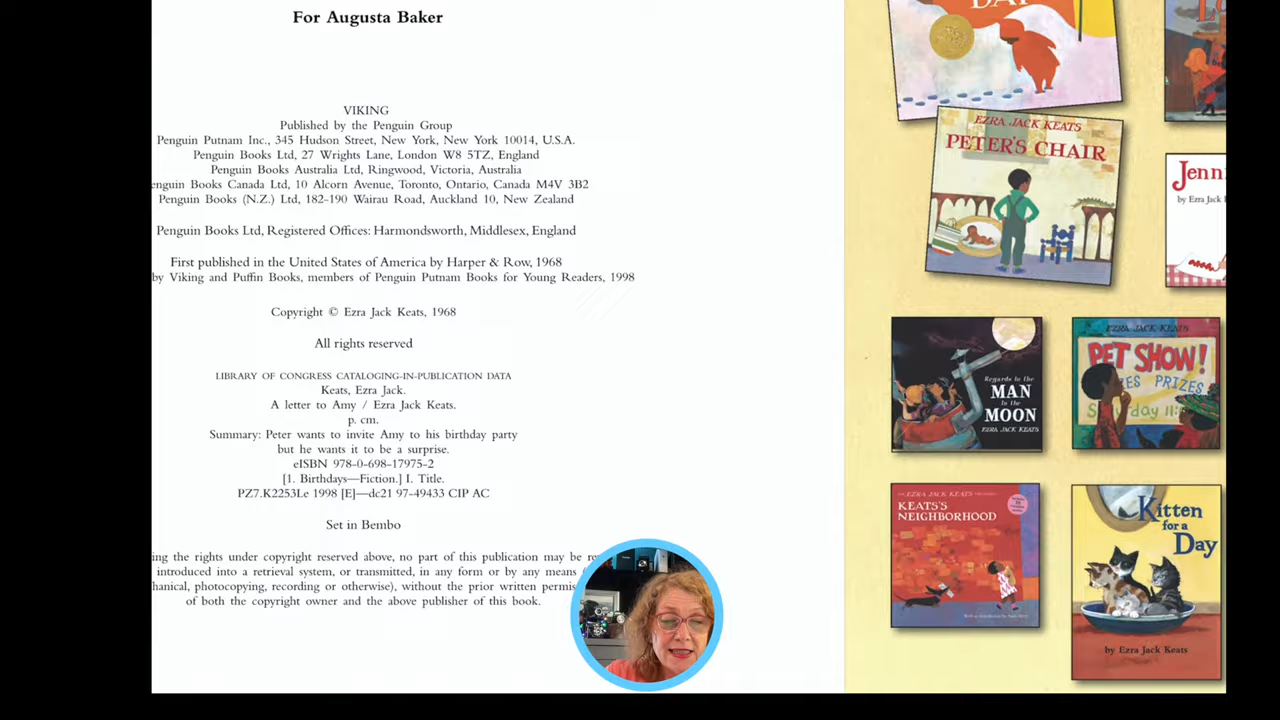 For Augusta Baker
VIKING
Published by the Penguin Group
Penguin Putnam Inc., 345 Hudson Street, New York, New York 10014, U.S.A.
Penguin Books Ltd, 27 Wrights Lane, London W8 5TZ, England
Penguin Books Australia Ltd, Ringwood, Victoria, Australia
enguin Books Canada Ltd, 10 Alcorn Avenue, Toronto, Ontario, Canada M4V 3B2
Penguin Books (N.Z.) Ltd, 182-190 Wairau Road, Auckland 10, New Zealand
Penguin Books Ltd, Registered Offices: Harmondsworth, Middlesex, England
First published in the United States of America by Harper & Row, 1968
by Viking and Puffin Books, members of Penguin Putnam Books for Young Readers, 1998
Copyright © Ezra Jack Keats, 1968
All rights reserved
LIBRARY OF CONGRESS CATALOGING-IN-PUBLICATION DATA
Keats, Ezra Jack.
A letter to Amy / Ezra Jack Keats.
p. cm.
Summary: Peter wants to invite Amy to his birthday party
but he wants it to be a surprise.
eISBN 978-0-698-17975-2
[1. Birthdays—Fiction.] I. Title.
PZ7.K2253Le 1998 [E]—dc21 97-49433 CIP AC
Set in Bembo
ing the rights under copyright reserved above, no part of this publication may be re
introduced into a retrieval system, or transmitted, in any form or by any means (
hanical, photocopying, recording or otherwise), without the prior written permis
of both the copyright owner and the above publisher of this book.
DAY
EZRA JACK KEATS
PETER'S CHAIR
Jenni
by Ezra Jack
Regards to the
MAN
in the
MOON
EZRA JACK KEATS
EZRA JACK KEATS
PET SHOW!
ES PRIZES
EZRA JACK KEATS
KEATS'S
NEIGHBORHOOD
Kitten
for a
Day
by Ezra Jack Keats